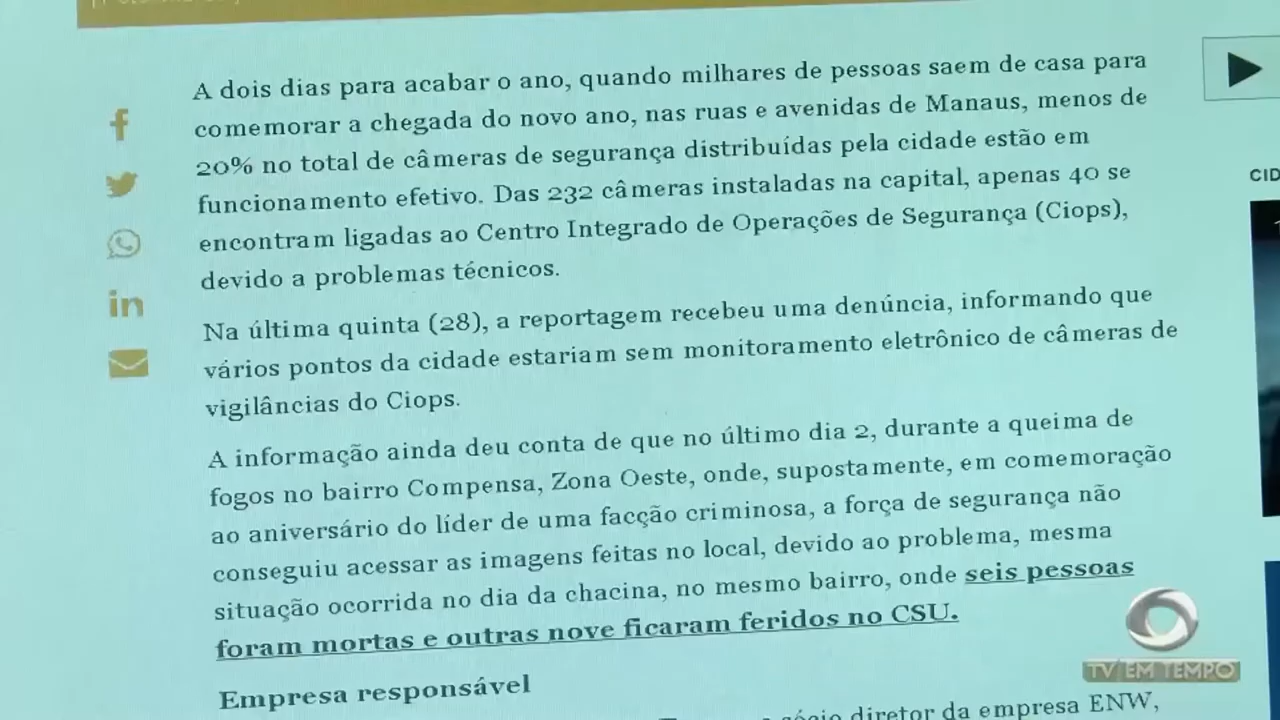 A dois dias para acabar o ano, quando milhares de pessoas saem de casa para
comemorar a chegada do novo ano, nas ruas e avenidas de Manaus, menos de
20% no total de câmeras de segurança distribuídas pela cidade estão em
funcionamento efetivo. Das 232 câmeras instaladas na capital, apenas 40 se
encontram ligadas ao Centro Integrado de Operações de Segurança (Ciops),
devido a problemas técnicos.
Na última quinta (28), a reportagem recebeu uma denúncia, informando que
vários pontos da cidade estariam sem monitoramento eletrônico de câmeras de
vigilâncias do Ciops.
A informação ainda deu conta de que no último dia 2, durante a queima de
fogos no bairro Compensa, Zona Oeste, onde, supostamente, em comemoração
ao aniversário do líder de uma facção criminosa, a força de segurança não
conseguiu acessar as imagens feitas no local, devido ao problema, mesma
situação ocorrida no dia da chacina, no mesmo bairro, onde seis pessoas
foram mortas e outras nove ficaram feridos no CSU.
Empresa responsável
sócio diretor da empresa ENW,
CID
in
TV EM TEMPO